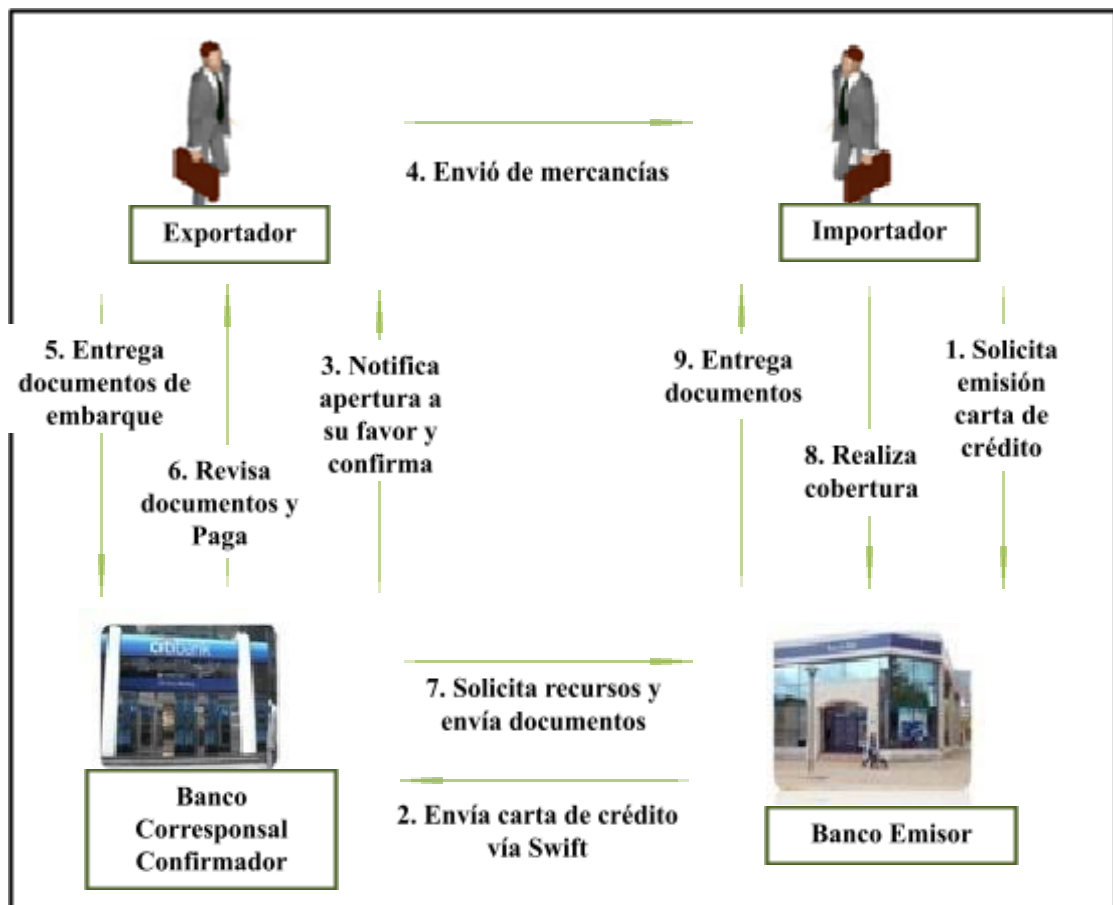 4. Envió de mercancías
Exportador
Importador
5. Entrega
documentos de
embarque
6. Revisa
documentos y
Paga
3. Notifica
apertura a
su favor y
confirma
9. Entrega
documentos
8. Realiza
cobertura
1. Solicita
emisión
carta de
crédito
citibank
7. Solicita recursos y
envía documentos
2. Envía carta de crédito
vía Swift
Banco
Corresponsal
Confirmador
Banco Emisor